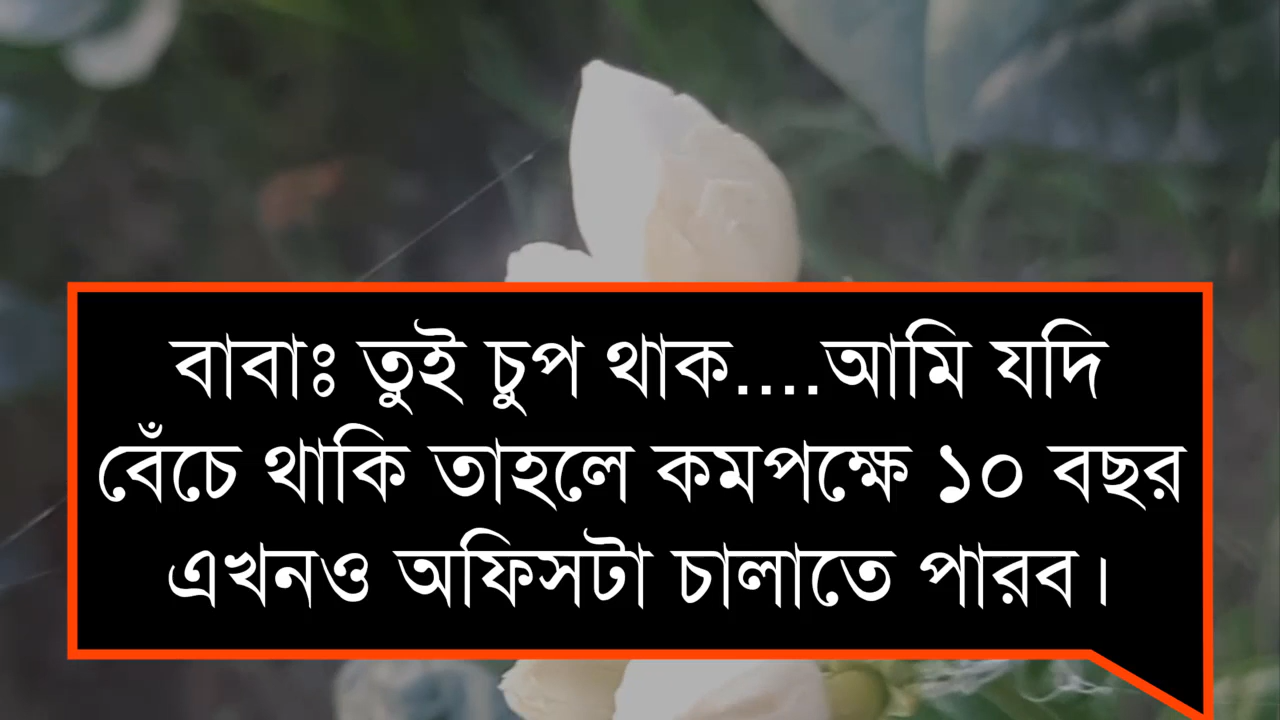 বাবাঃ তুই চুপ থাক....আমি যদি
বেঁচে থাকি তাহলে কমপক্ষে ১০ বছর
এখনও অফিসটা চালাতে পারব।